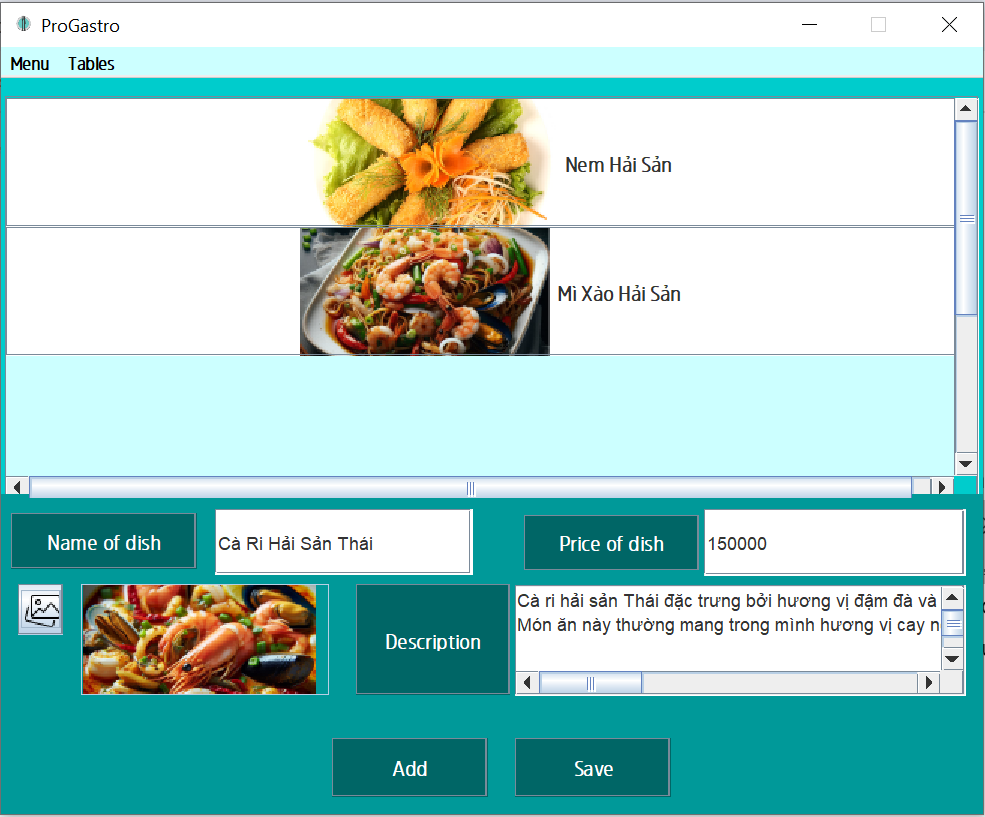 ProGastro
Menu Tables
Nem Hải Sản
Mì Xào Hải Sản
Name of dish
Cà Ri Hải Sản Thái
Price of dish
150000
Description
Cà ri hải sản Thái đặc trưng bởi hương vị đậm đà và
Món ăn này thường mang trong mình hương vị cay
Add
Save